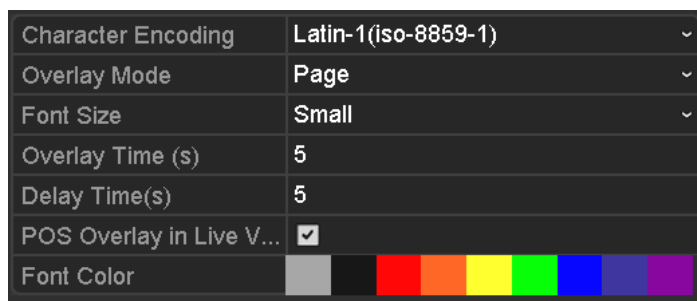 Character Encoding Latin-1(iso-8859-1)
Overlay Mode Page
Font Size Small
Overlay Time (s) 5
Delay Time(s) 5
POS Overlay in Live V...
Font Color